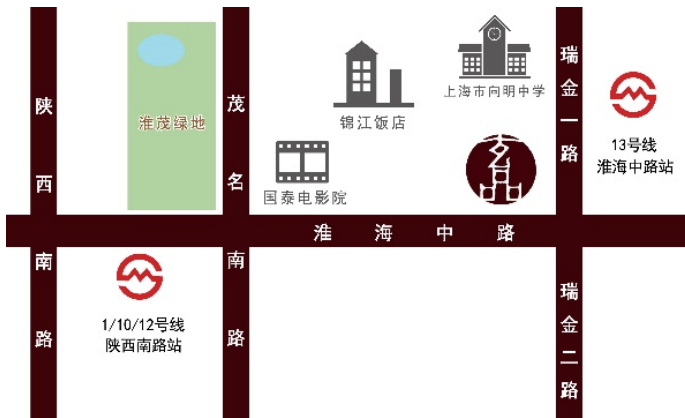 陕西南路
淮茂绿地
茂名南路
锦江饭店
上海市向明中学
瑞金一路
13号线
淮海中路站
国泰电影院
淮海中路
1/10/12号线
陕西南路站
瑞金二路